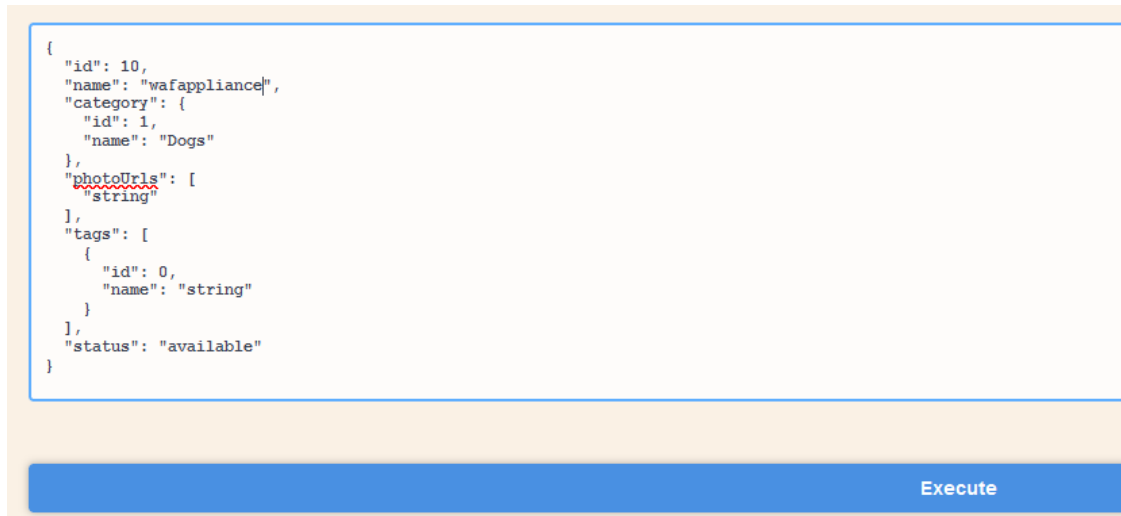 {
  "id": 10,
  "name": "wafappliance",
  "category": {
    "id": 1,
    "name": "Dogs"
  },
  "photoUrls": [
    "string"
  ],
  "tags": [
    {
      "id": 0,
      "name": "string"
    }
  ],
  "status": "available"
}
Execute